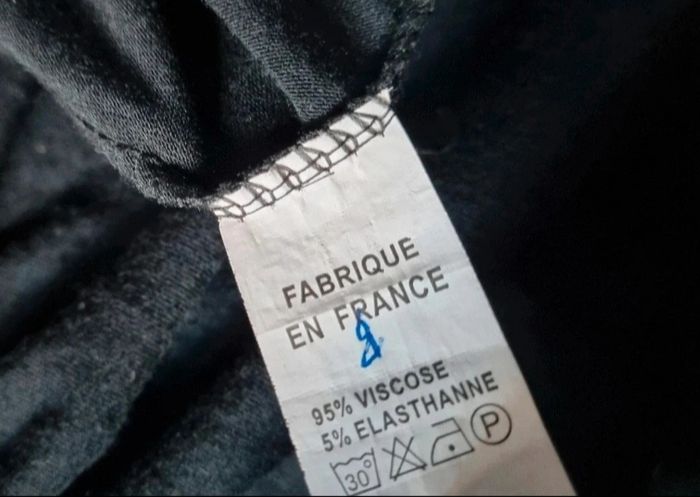 FABRIQUE
EN FRANCE
95% VISCOSE
5% ELASTHANNE
30° P